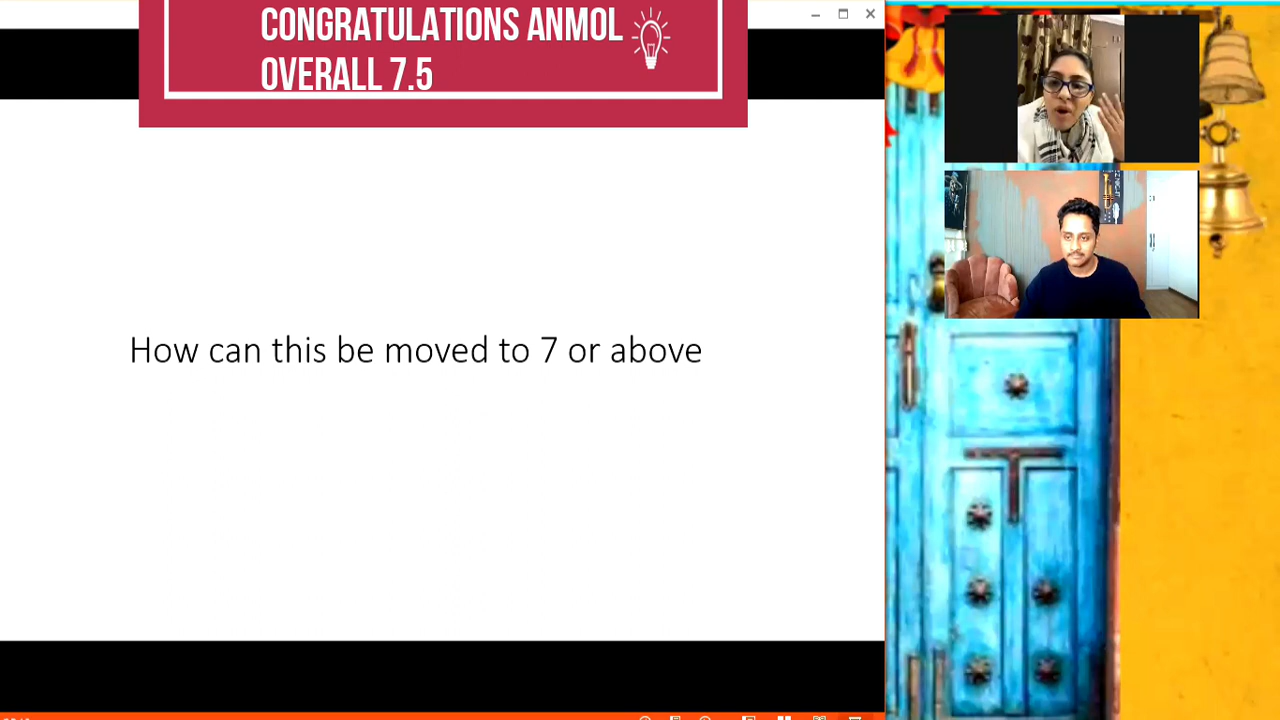 CONGRATULATIONS ANMOL
OVERALL 7.5
How can this be moved to 7 or above